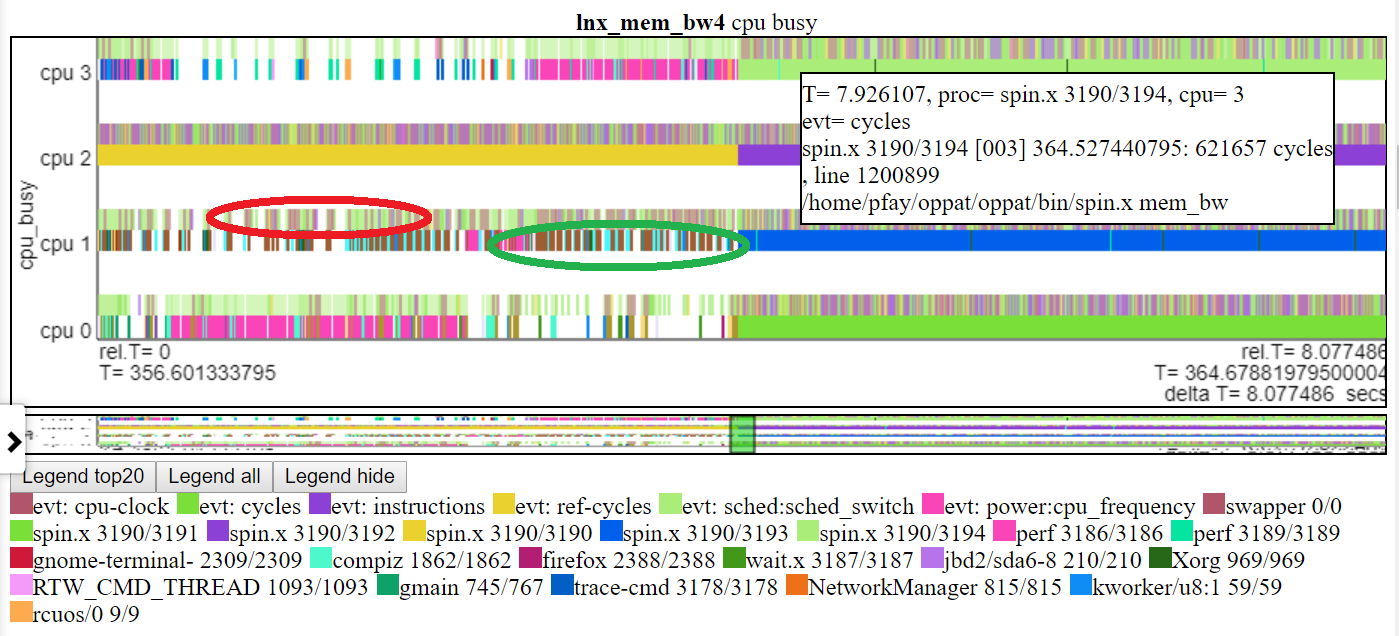 lnx_mem_bw4 cpu busy
cpu 3
T= 7.926107, proc= spin.x 3190/3194, cpu= 3
evt= cycles
spin.x 3190/3194 [003] 364.527440795: 621657 cycles
, line 1200899
/home/pfay/oppat/oppat/bin/spin.x mem_bw
cpu 2
cpu_busy
cpu 1
cpu 0
rel.T= 0
T= 356.601333795
rel.T= 8.077486
T= 364.67881979500004
delta T= 8.077486 secs
Legend top20 Legend all Legend hide
evt: cpu-clock evt: cycles evt: instructions evt: ref-cycles evt: sched:sched_switch evt: power:cpu_frequency swapper 0/0
spin.x 3190/3191 spin.x 3190/3192 spin.x 3190/3190 spin.x 3190/3193 spin.x 3190/3194 perf 3186/3186 perf 3189/3189
gnome-terminal- 2309/2309 compiz 1862/1862 firefox 2388/2388 wait.x 3187/3187 jbd2/sda6-8 210/210 Xorg 969/969
RTW_CMD_THREAD 1093/1093 gmain 745/767 trace-cmd 3178/3178 NetworkManager 815/815 kworker/u8:1 59/59
rcuos/0 9/9